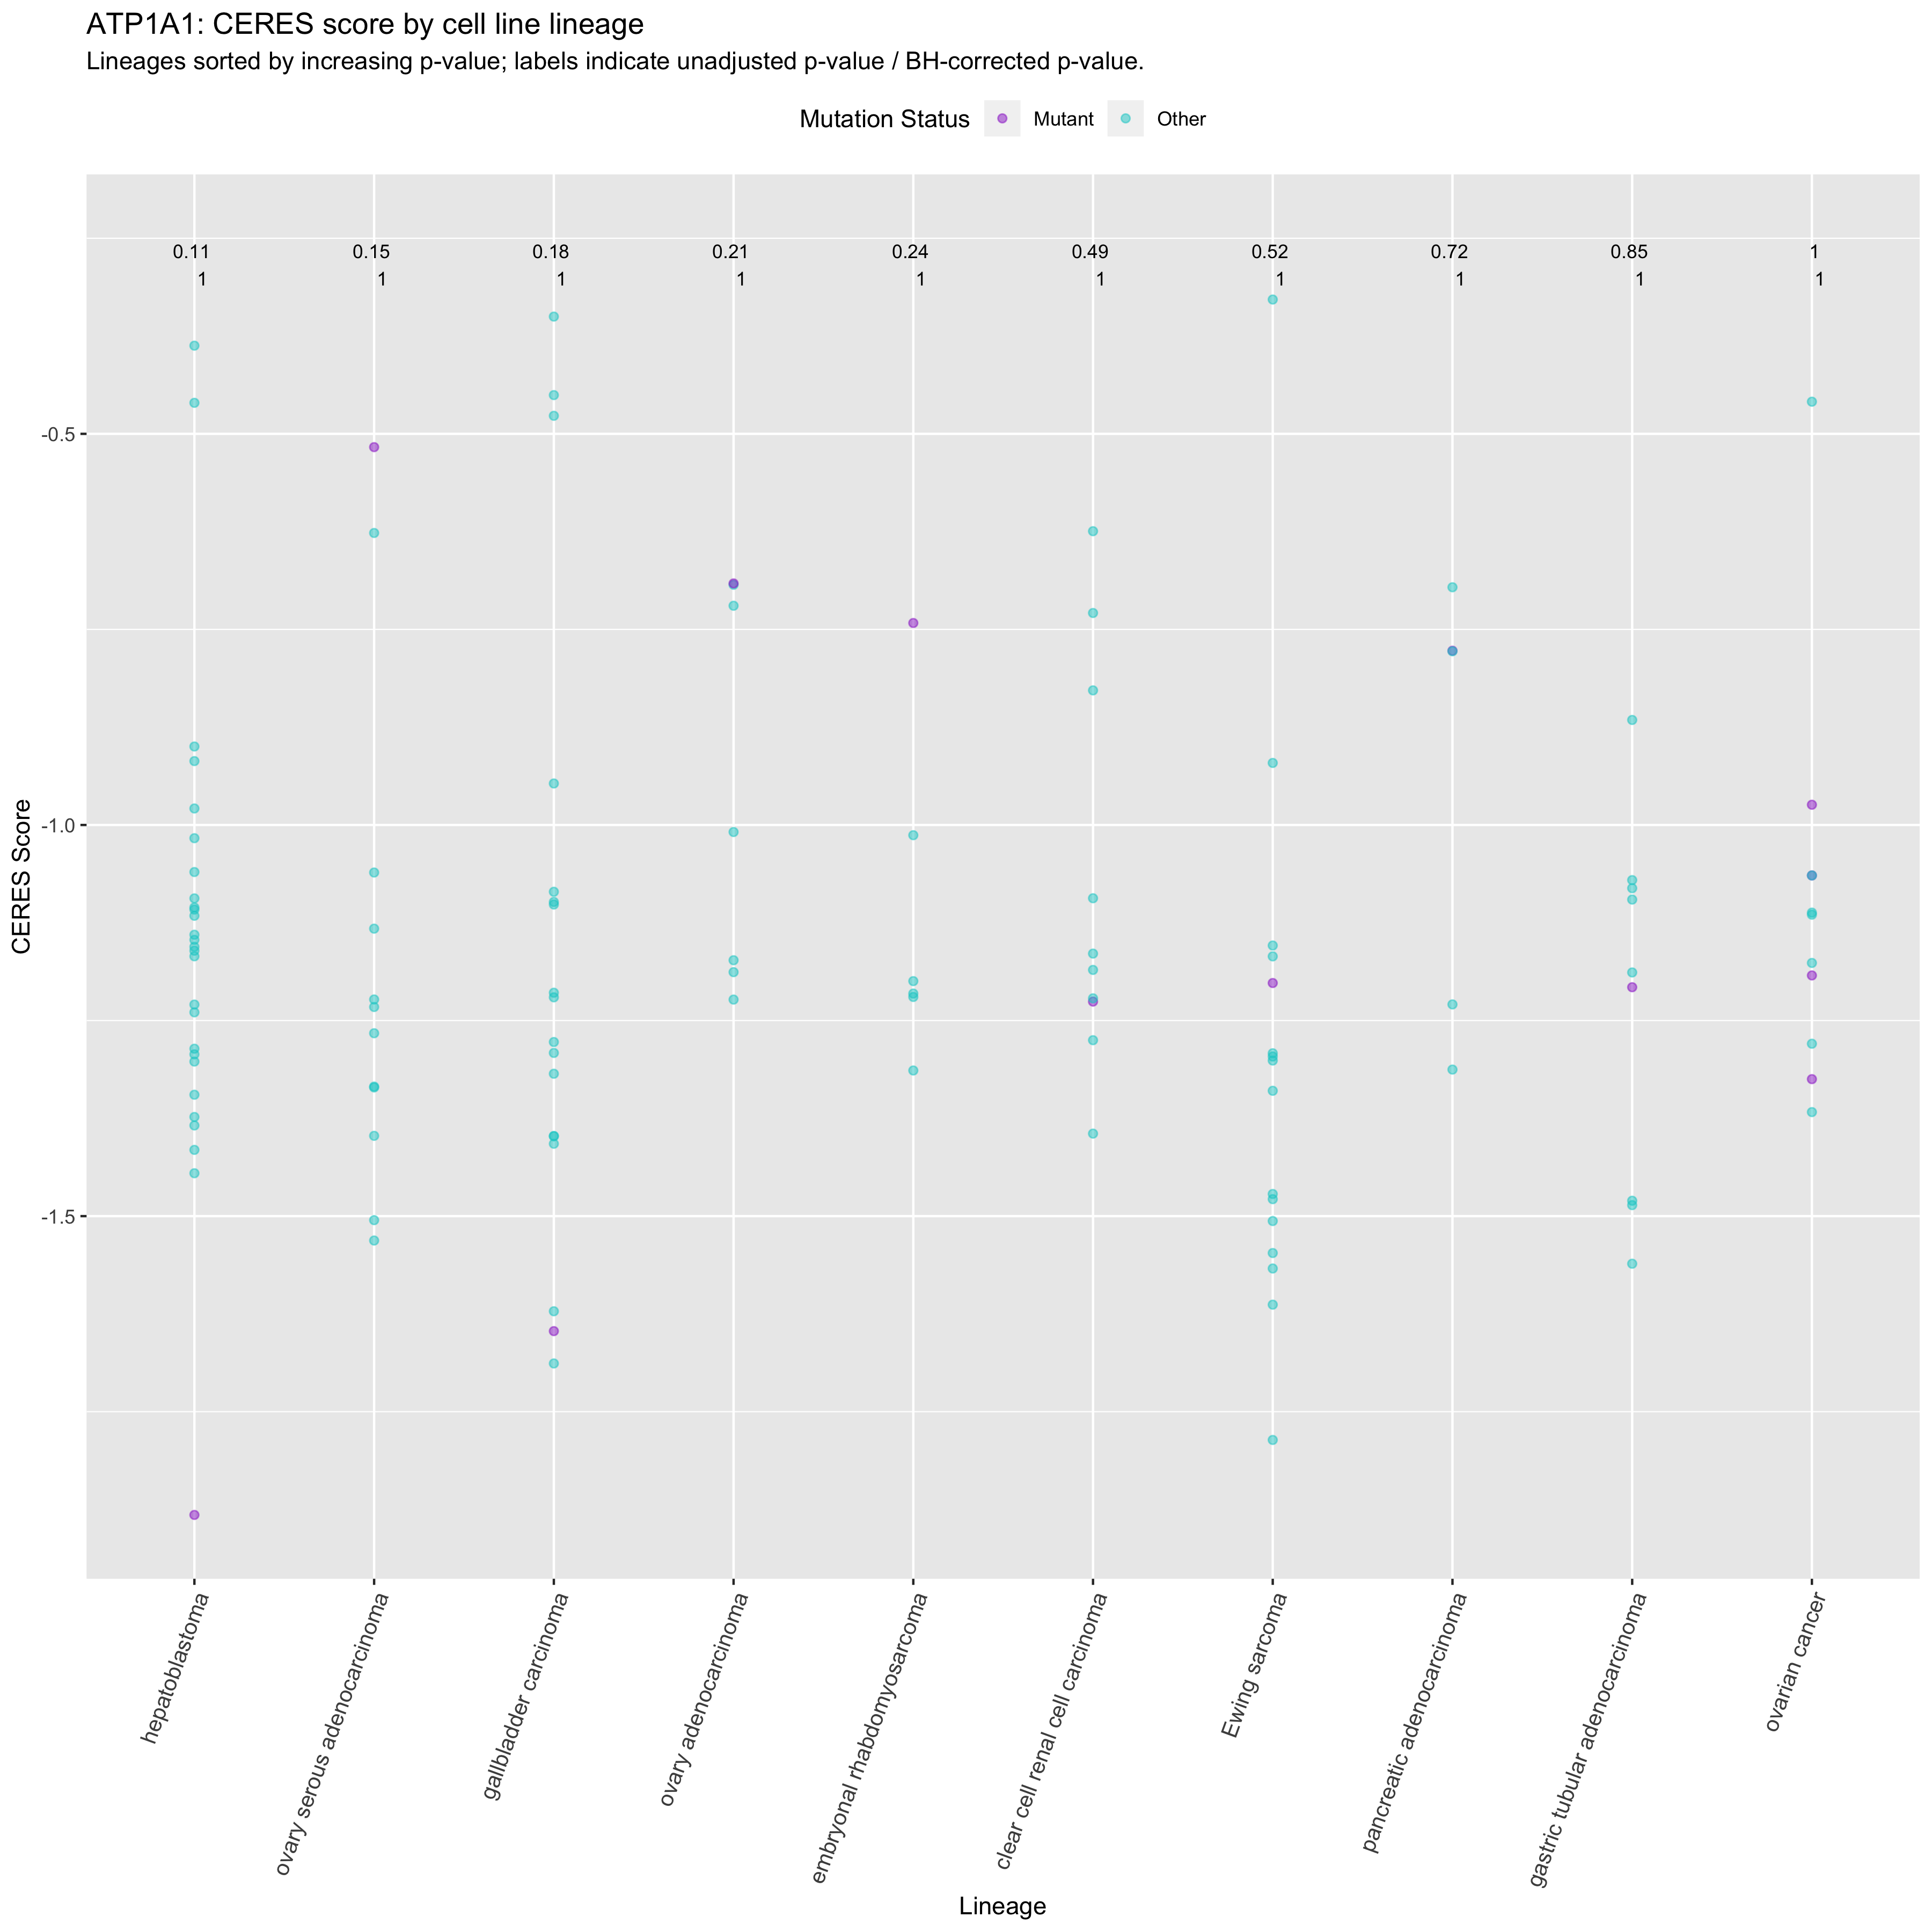 ATP1A1: CERES score by cell line lineage
Lineages sorted by increasing p-value; labels indicate unadjusted p-value / BH-corrected p-value.
Mutation Status Mutant Other
0.11 0.15 0.18 0.21 0.24 0.49 0.52 0.72 0.85 1
1 1 1 1 1 1 1 1 1 1
-0.5
-1.0
-1.5
CERES Score
hepatoblastoma
ovary serous adenocarcinoma
gallbladder carcinoma
ovary adenocarcinoma
embryonal rhabdomyosarcoma
clear cell renal cell carcinoma
Ewing sarcoma
pancreatic adenocarcinoma
gastric tubular adenocarcinoma
ovarian cancer
Lineage